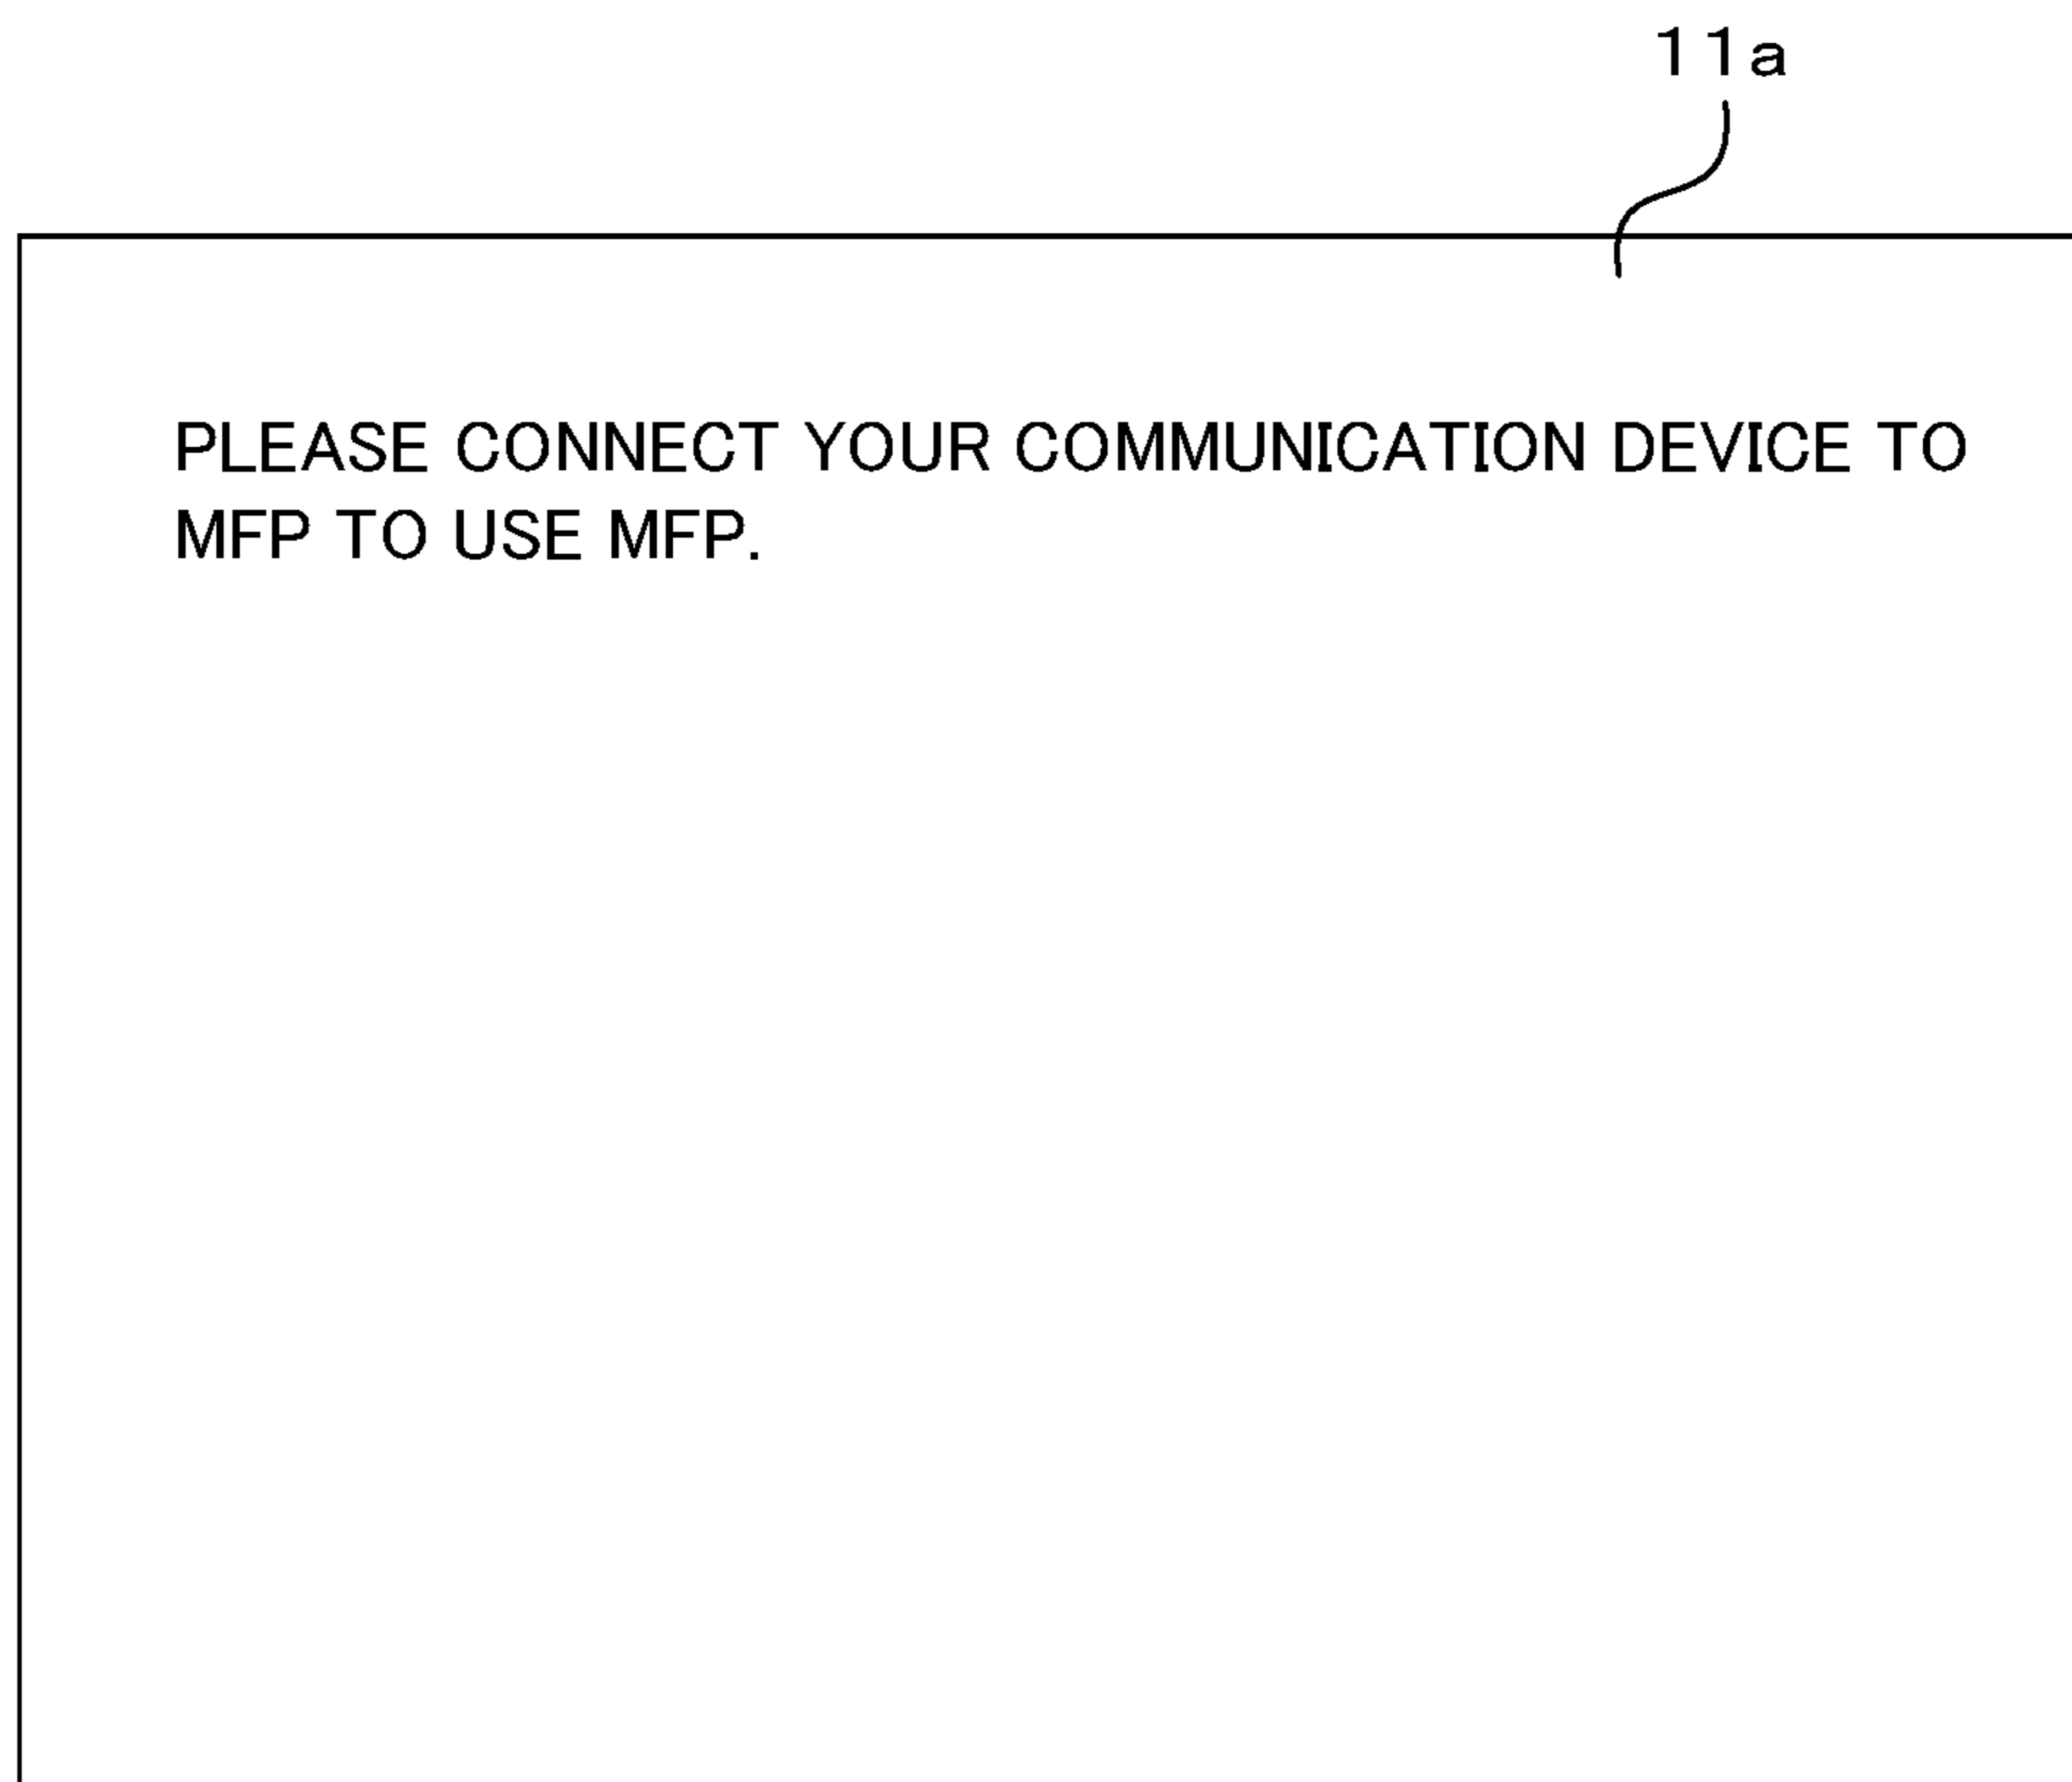 11a
PLEASE CONNECT YOUR COMMUNICATION DEVICE TO
MFP TO USE MFP.